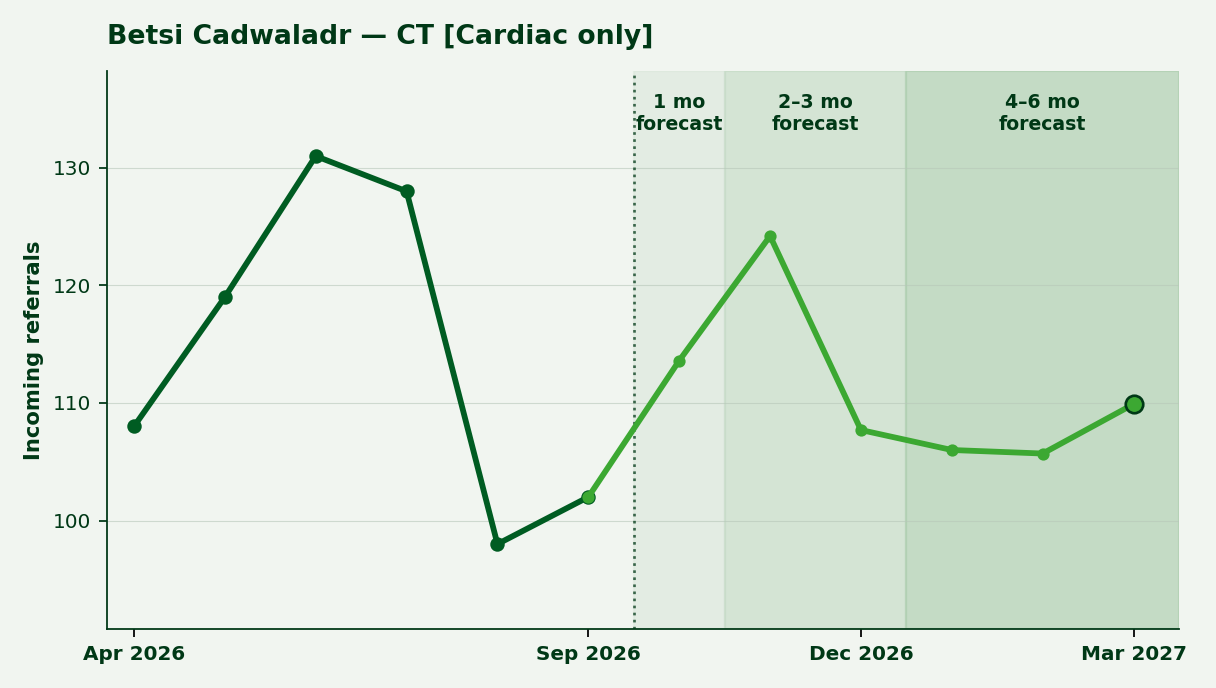 Betsi Cadwaladr — CT [Cardiac only]
1 mo
forecast
2–3 mo
forecast
4–6 mo
forecast
Incoming referrals
130
120
110
100
Apr 2026
Sep 2026
Dec 2026
Mar 2027